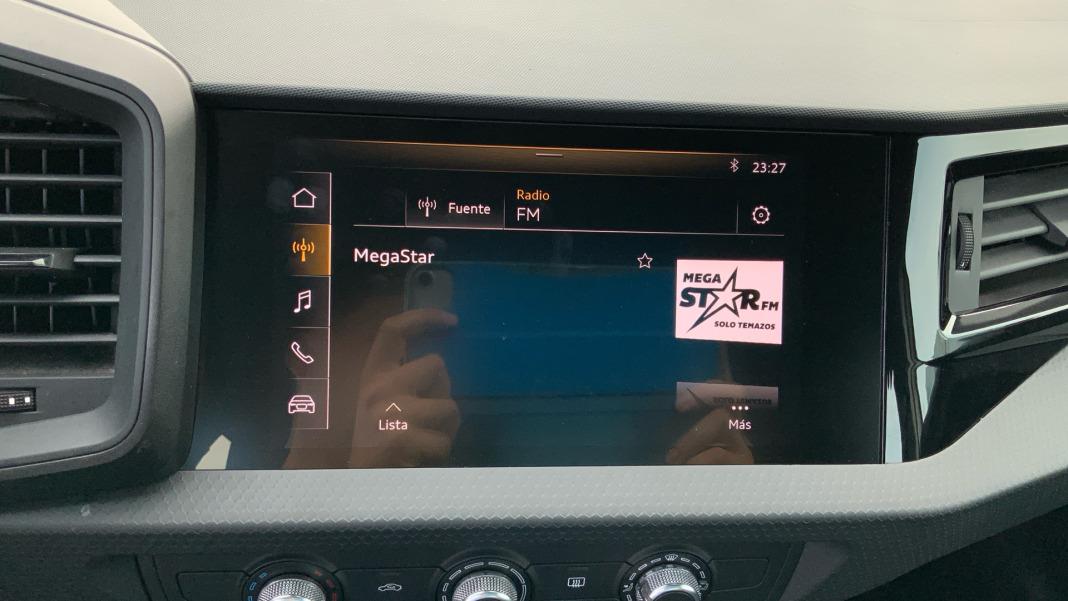 23:27
Fuente
Radio
FM
MegaStar
MEGA
STAR FM
SOLO TEMAZOS
Lista
Más